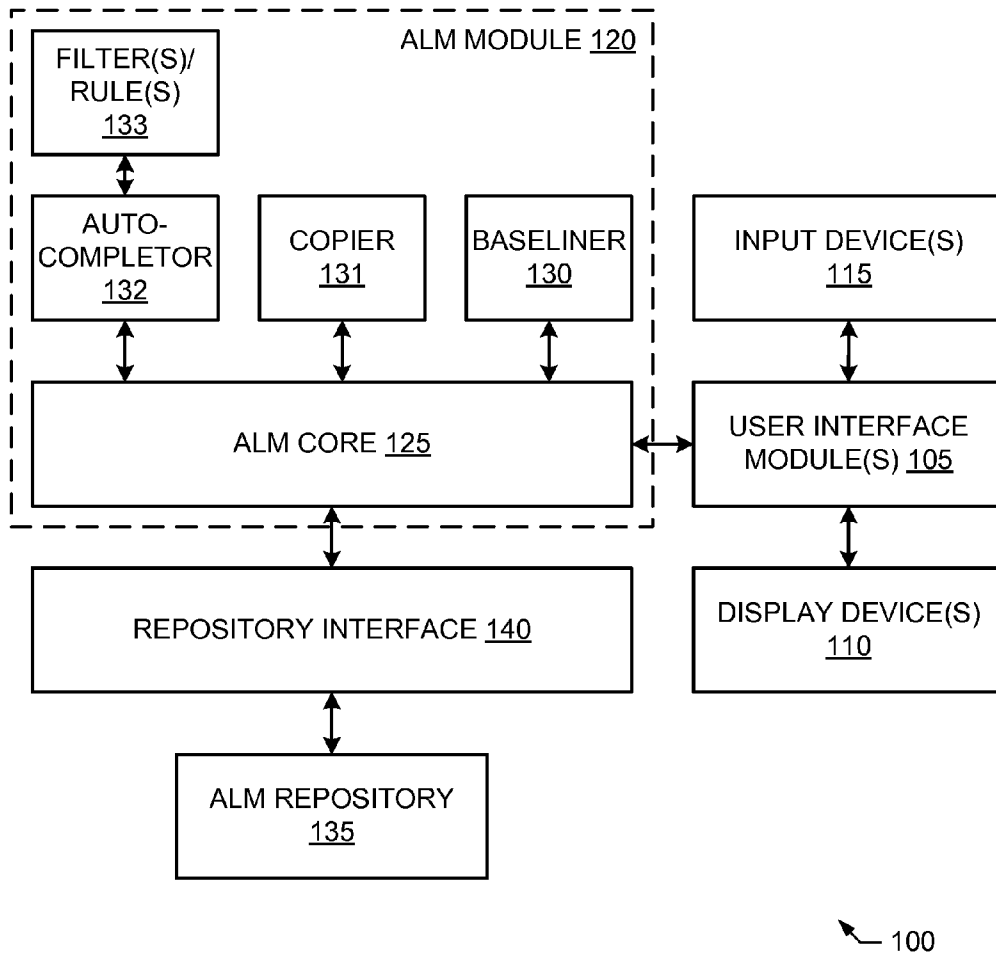 ALM MODULE 120
FILTER(S)/
RULE(S)
133
AUTO-
COMPLETOR
132
COPIER
131
BASELINER
130
INPUT DEVICE(S)
115
ALM CORE 125
USER INTERFACE
MODULE(S) 105
REPOSITORY INTERFACE 140
DISPLAY DEVICE(S)
110
ALM REPOSITORY
135
100